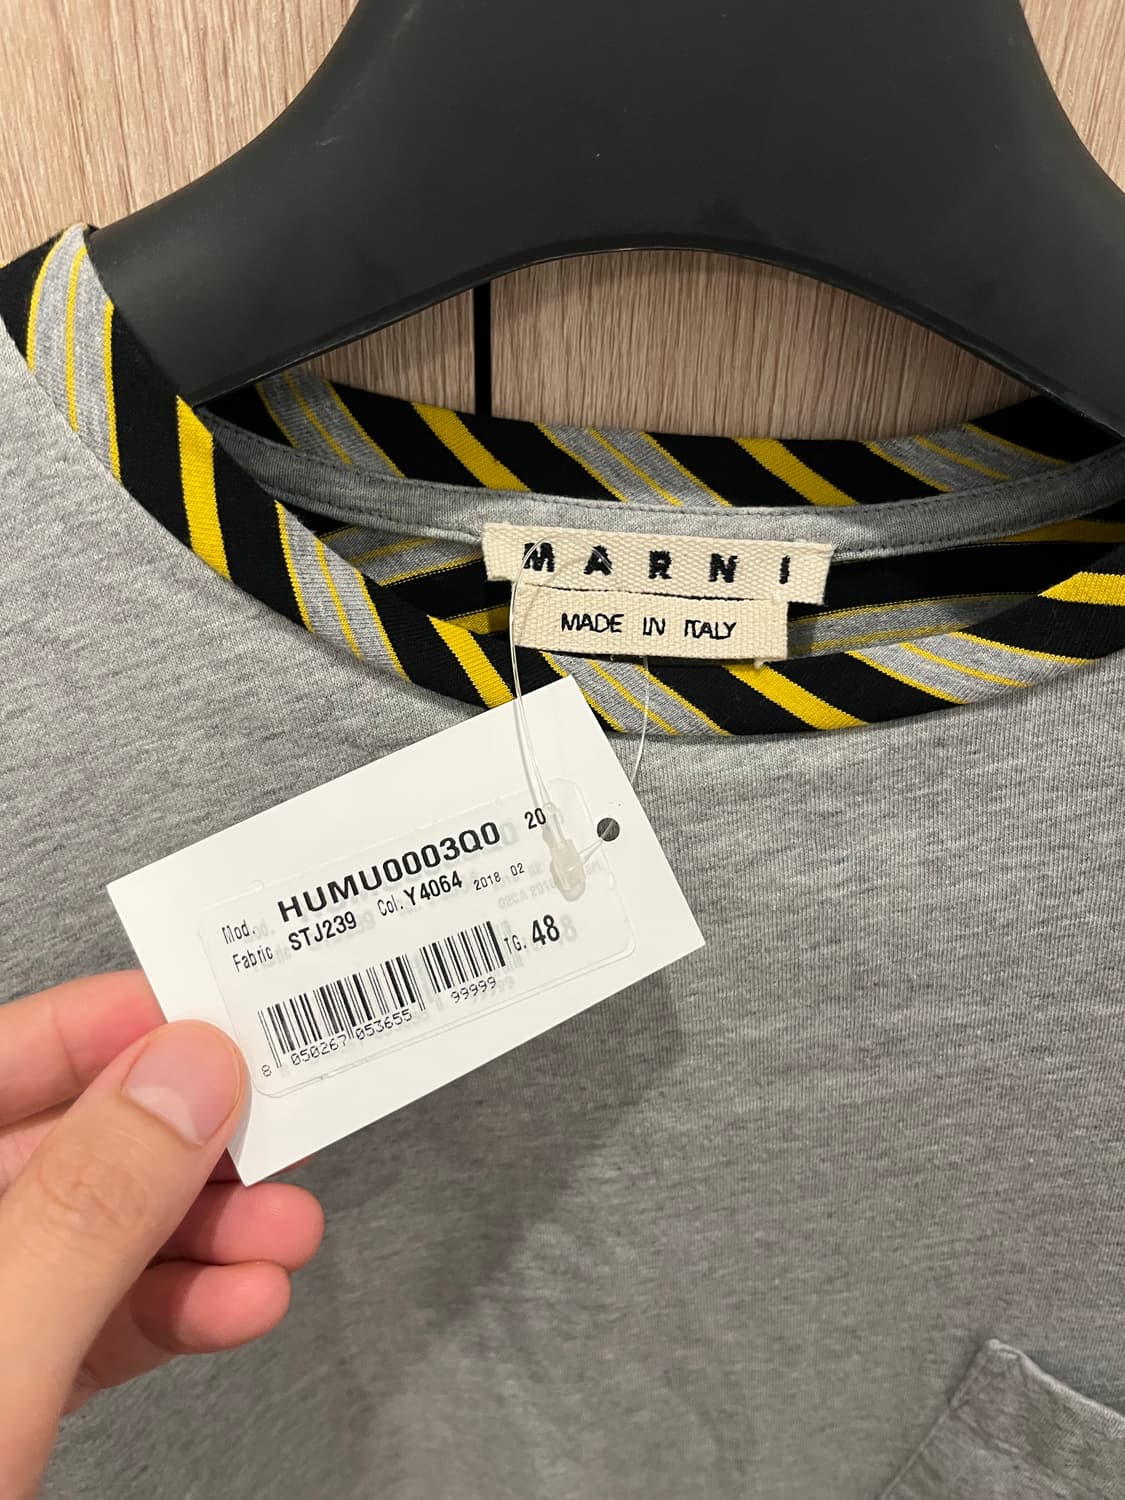 MARNI
MADE IN ITALY
Mod. HUMU0003Q0 20
Fabric STJ239 Col. Y4064 2018 02
TG. 48
8 050267 053655 99999